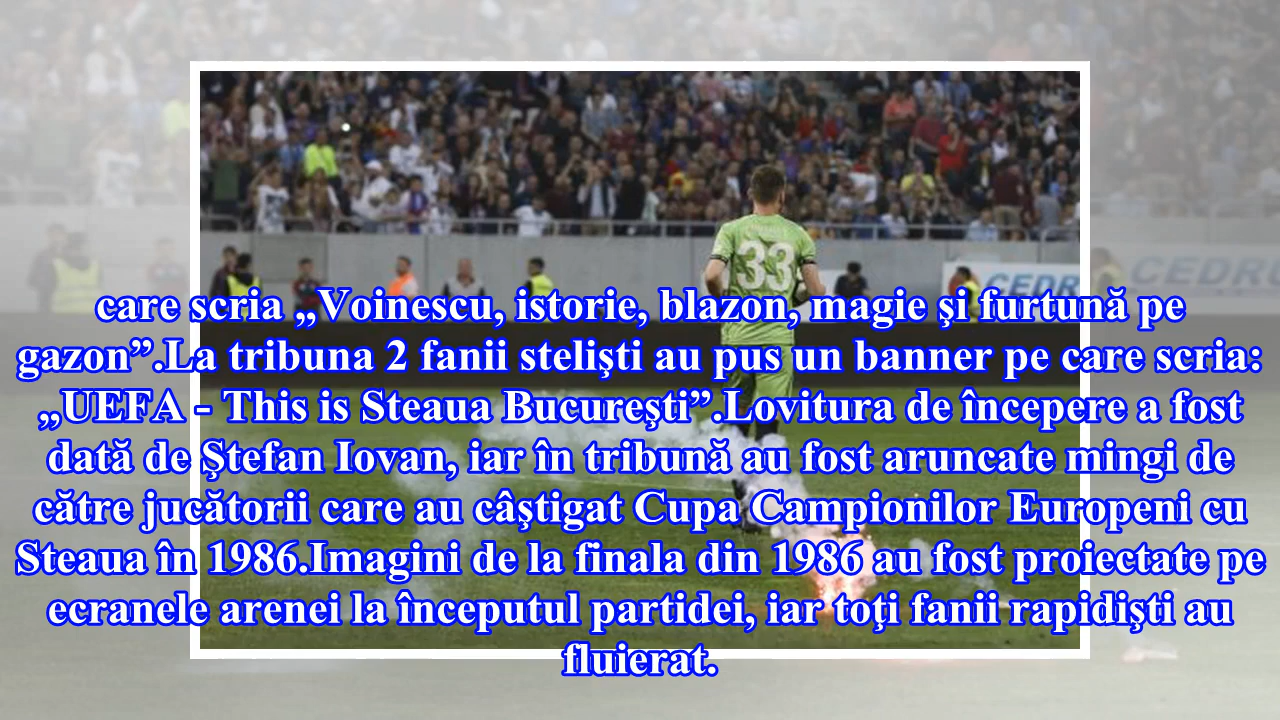 33
CEDR
CEDRU
care scria „Voinescu, istorie, blazon, magie şi furtună pe
gazon”.La tribuna 2 fanii stelişti au pus un banner pe care scria:
„UEFA - This is Steaua Bucureşti”.Lovitura de începere a fost
dată de Ştefan Iovan, iar în tribună au fost aruncate mingi de
către jucătorii care au câştigat Cupa Campionilor Europeni cu
Steaua în 1986.Imagini de la finala din 1986 au fost proiectate pe
ecranele arenei la începutul partidei, iar toţi fanii rapidişti au
fluierat.